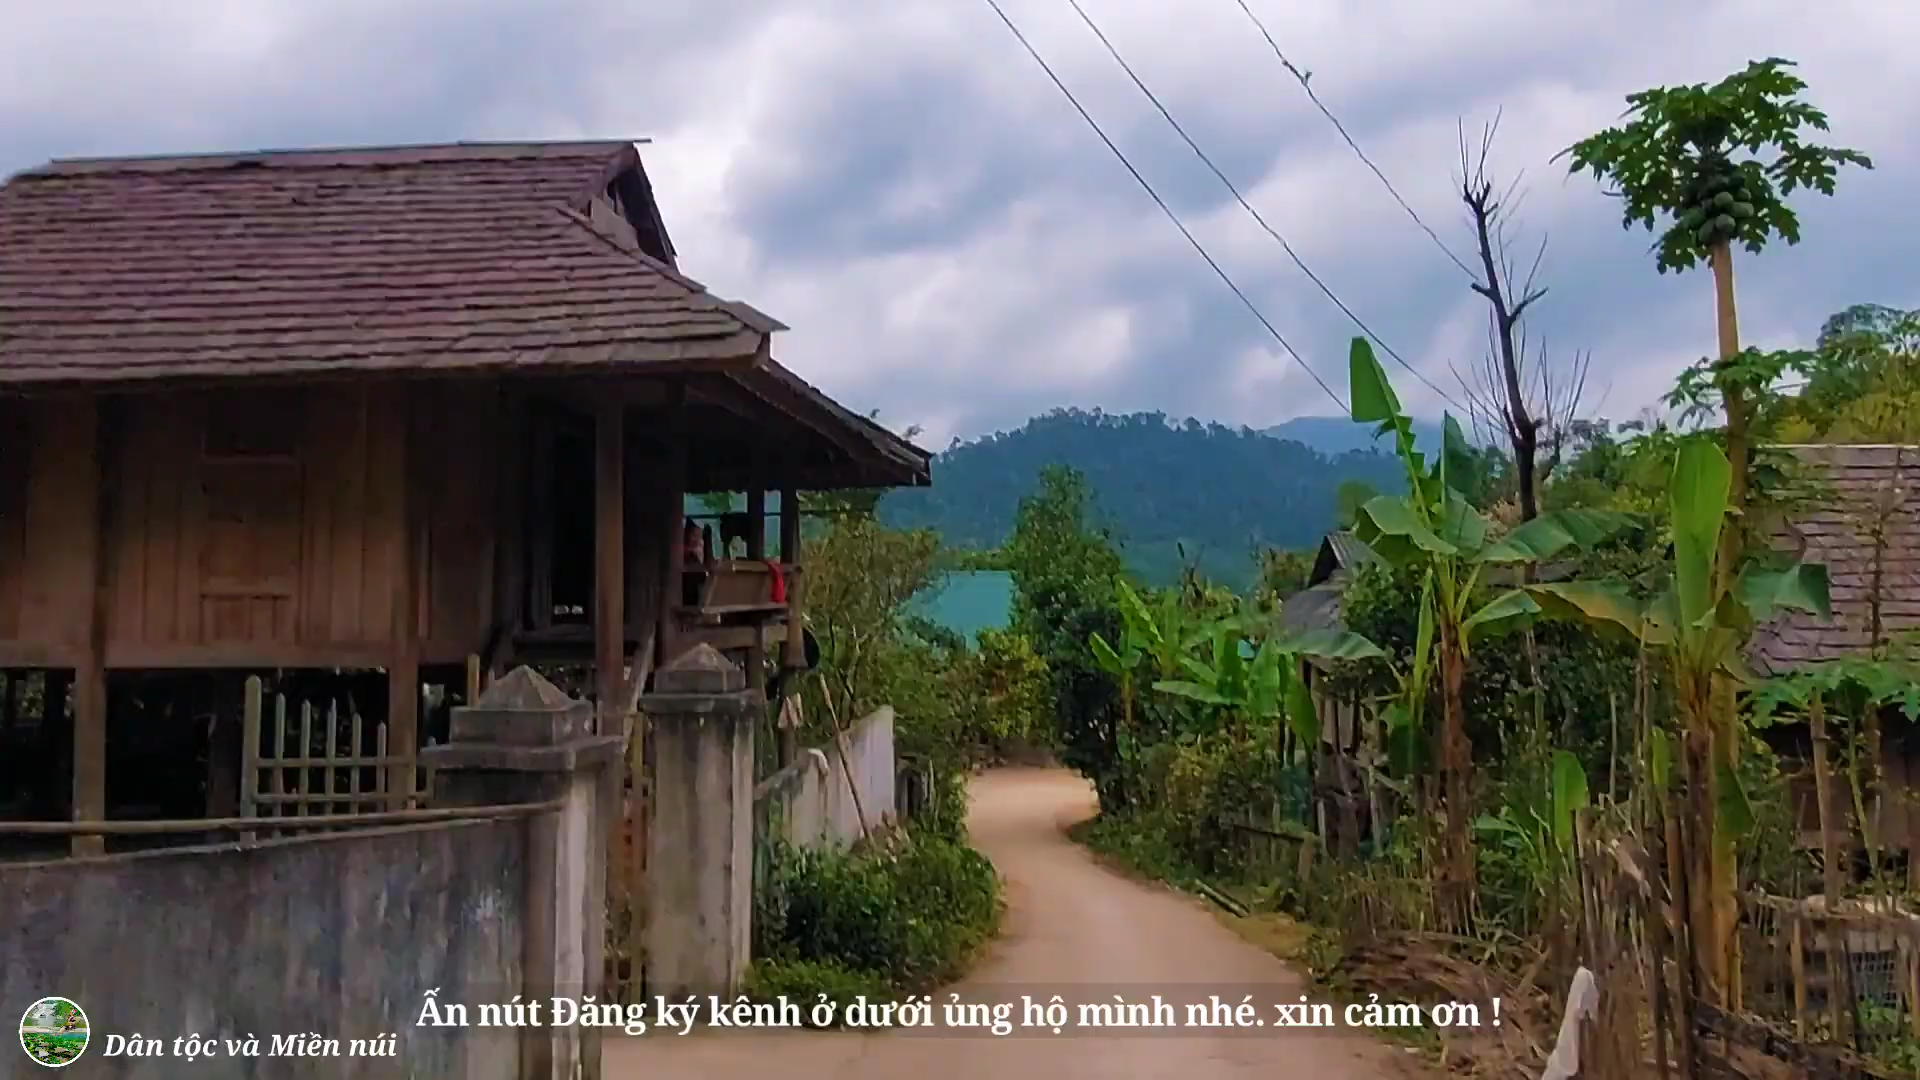 Ấn nút Đăng ký kênh ở dưới ủng hộ mình nhé. xin cảm ơn !
Dân tộc và Miền núi